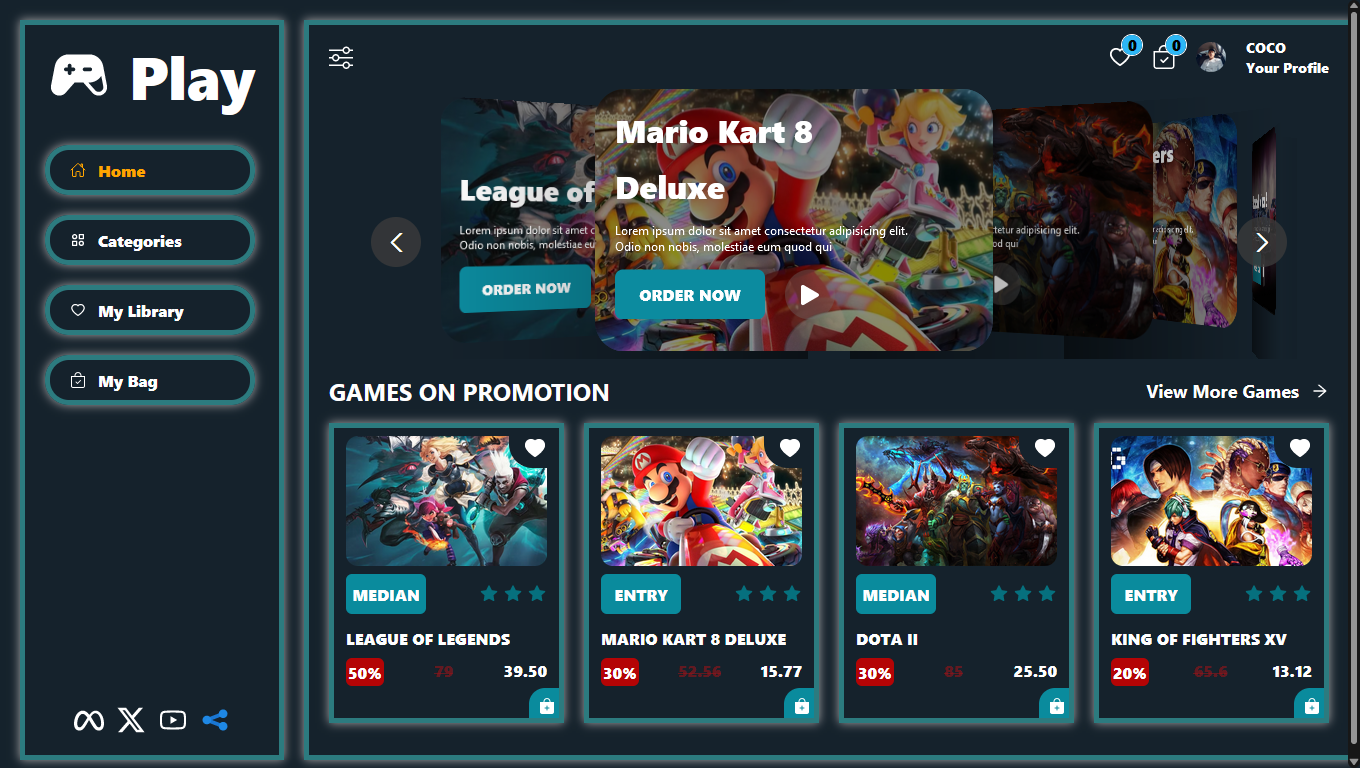 Play
Home
Categories
My Library
My Bag
0
0
COCO
Your Profile
League of
Lorem ipsum dolor sit amet c
Odio non nobis, molestiae eu
ORDER NOW
Mario Kart 8
Deluxe
Lorem ipsum dolor sit amet consectetur adipisicing elit.
Odio non nobis, molestiae eum quod qui
ORDER NOW
tetur adipisicing elit.
d qui
ers
GAMES ON PROMOTION
View More Games
MEDIAN
LEAGUE OF LEGENDS
50% 79 39.50
ENTRY
MARIO KART 8 DELUXE
30% 52.56 15.77
MEDIAN
DOTA II
30% 85 25.50
ENTRY
KING OF FIGHTERS XV
20% 65.6 13.12